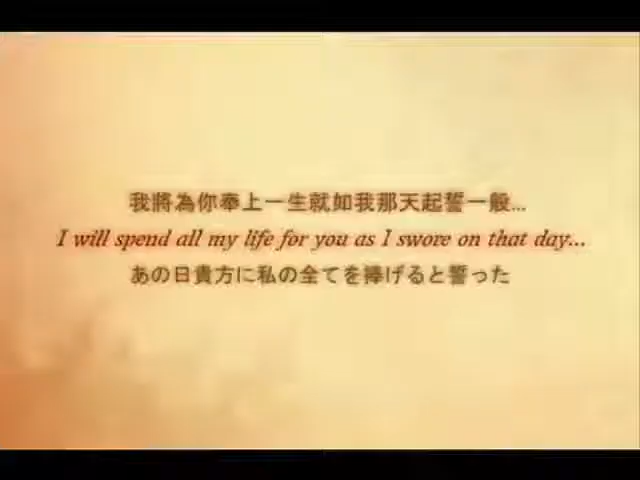 我將為你奉上一生就如我那天起誓一般...
I will spend all my life for you as I swore on that day...
あの日貴方に私の全てを捧げると誓った